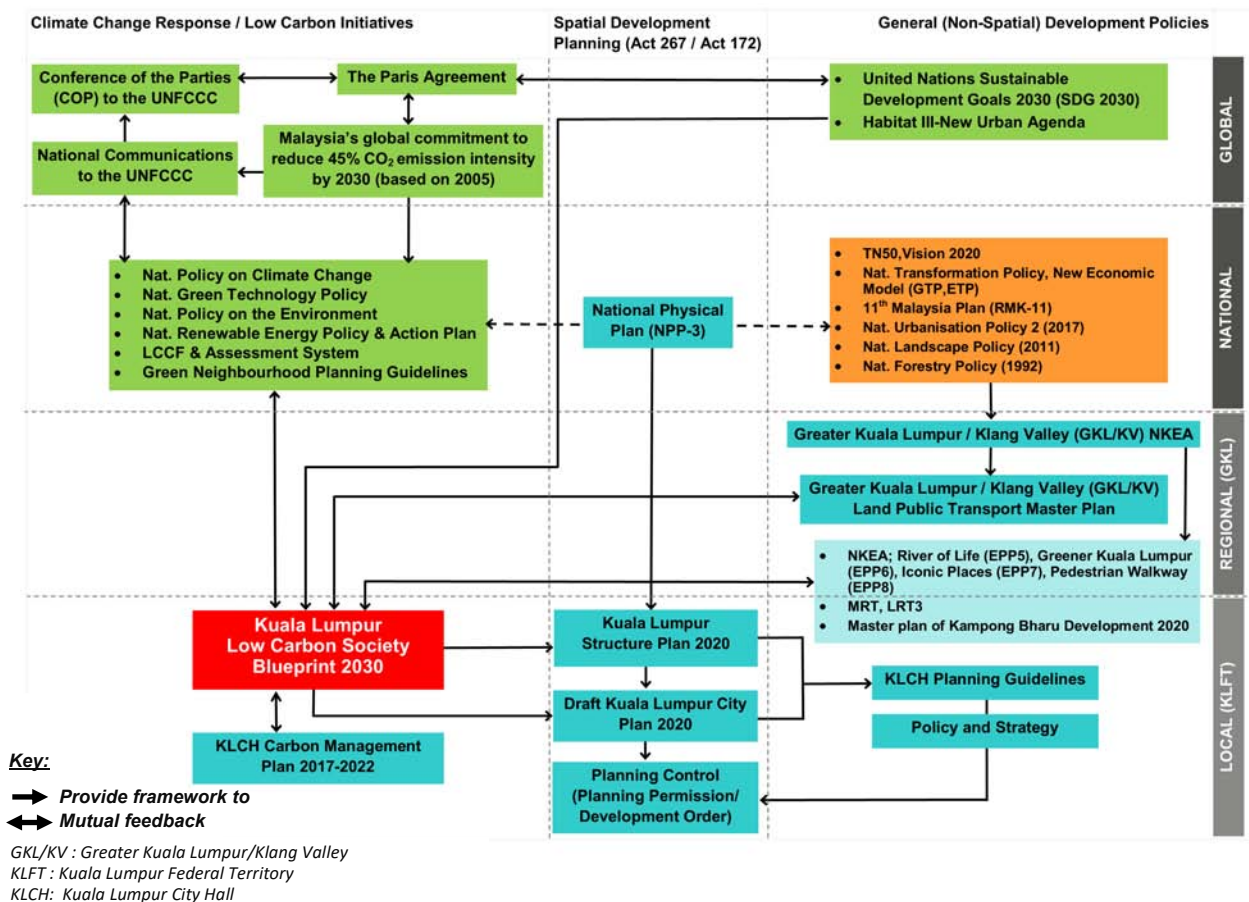 Climate Change Response / Low Carbon Initiatives
Spatial Development
Planning (Act 267 / Act 172)
General (Non-Spatial) Development Policies
Conference of the Parties
(COP) to the UNFCCC
The Paris Agreement
• United Nations Sustainable
Development Goals 2030 (SDG 2030)
• Habitat III-New Urban Agenda
National Communications
to the UNFCCC
Malaysia's global commitment to
reduce 45% CO₂ emission intensity
by 2030 (based on 2005)
GLOBAL
• Nat. Policy on Climate Change
• Nat. Green Technology Policy
• Nat. Policy on the Environment
• Nat. Renewable Energy Policy & Action Plan
• LCCF & Assessment System
• Green Neighbourhood Planning Guidelines
National Physical
Plan (NPP-3)
• TN50,Vision 2020
• Nat. Transformation Policy, New Economic
Model (GTP,ETP)
• 11th Malaysia Plan (RMK-11)
• Nat. Urbanisation Policy 2 (2017)
• Nat. Landscape Policy (2011)
• Nat. Forestry Policy (1992)
NATIONAL
Greater Kuala Lumpur / Klang Valley (GKL/KV) NKEA
Greater Kuala Lumpur / Klang Valley (GKL/KV)
Land Public Transport Master Plan
• NKEA; River of Life (EPP5), Greener Kuala Lumpur
(EPP6), Iconic Places (EPP7), Pedestrian Walkway
(EPP8)
• MRT, LRT3
• Master plan of Kampong Bharu Development 2020
REGIONAL (GKL)
Kuala Lumpur
Low Carbon Society
Blueprint 2030
Kuala Lumpur
Structure Plan 2020
KLCH Planning Guidelines
Draft Kuala Lumpur City
Plan 2020
Policy and Strategy
KLCH Carbon Management
Plan 2017-2022
Planning Control
(Planning Permission/
Development Order)
LOCAL (KLFT)
Key:
Provide framework to
Mutual feedback
GKL/KV : Greater Kuala Lumpur/Klang Valley
KLFT : Kuala Lumpur Federal Territory
KLCH: Kuala Lumpur City Hall